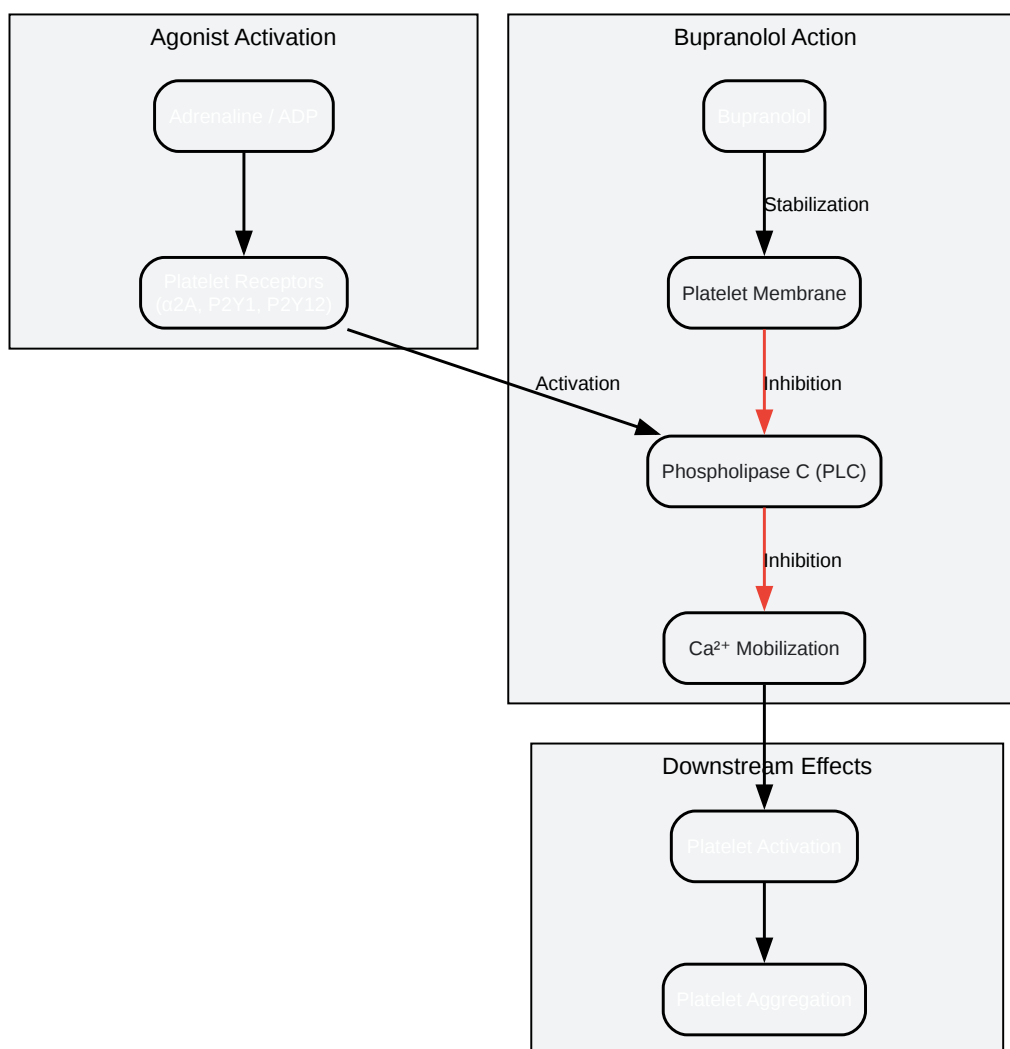 Agonist Activation
Adrenaline / ADP
Platelet Receptors
(α2A, P2Y1, P2Y12)
Activation
Bupranolol Action
Bupranolol
Stabilization
Platelet Membrane
Inhibition
Phospholipase C (PLC)
Inhibition
Ca²⁺ Mobilization
Downstream Effects
Platelet Activation
Platelet Aggregation